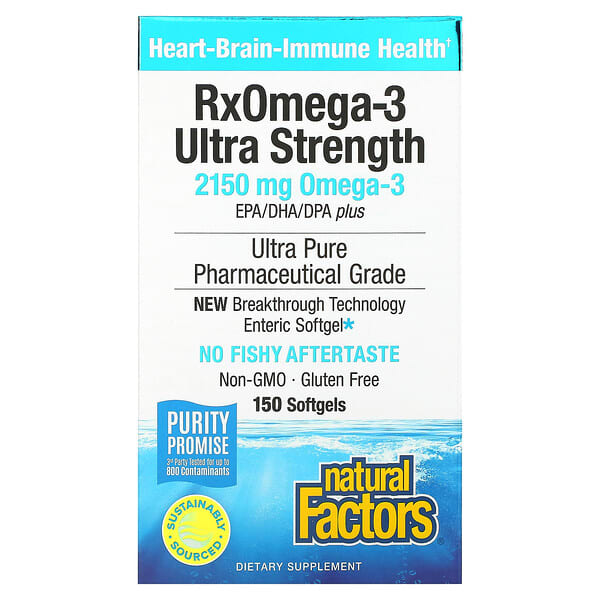 Heart-Brain-Immune Health†
RxOmega-3
Ultra Strength
2150 mg Omega-3
EPA/DHA/DPA plus
Ultra Pure
Pharmaceutical Grade
NEW Breakthrough Technology
Enteric Softgel*
NO FISHY AFTERTASTE
Non-GMO · Gluten Free
150 Softgels
PURITY
PROMISE
3rd Party Tested for up to
800 Contaminants
SUSTAINABLY
SOURCED
natural
Factors®
DIETARY SUPPLEMENT